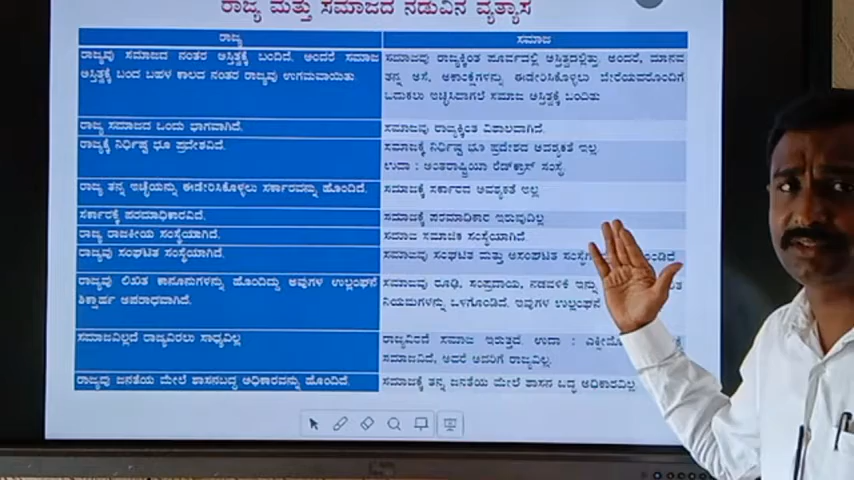 ರಾಜ್ಯ ಮತ್ತು ಸಮಾಜದ ನಡುವಿನ ವ್ಯತ್ಯಾಸ
ರಾಜ್ಯ
ಸಮಾಜ
ರಾಜ್ಯವು ಸಮಾಜದ ನಂತರ ಅಸ್ತಿತ್ವಕ್ಕೆ ಬಂದಿದೆ. ಅಂದರೆ ಸಮಾಜ
ಅಸ್ತಿತ್ವಕ್ಕೆ ಬಂದ ಬಹಳ ಕಾಲದ ನಂತರ ರಾಜ್ಯವು ಉಗಮವಾಯಿತು
ಸಮಾಜವು ರಾಜ್ಯಕ್ಕಿಂತ ಪೂರ್ವದಲ್ಲಿ ಅಸ್ತಿತ್ವದಲ್ಲಿತ್ತು. ಅಂದರೆ, ಮಾನವ
ತನ್ನ ಆಸೆ, ಆಕಾಂಕ್ಷೆಗಳನ್ನು ಈಡೇರಿಸಿಕೊಳ್ಳಲು ಬೇರೆಯವರೊಂದಿಗೆ
ಬದುಕಲು ಇಚ್ಛಿಸಿದಾಗಲೆ ಸಮಾಜ ಅಸ್ತಿತ್ವಕ್ಕೆ ಬಂದಿತು
ರಾಜ್ಯ ಸಮಾಜದ ಒಂದು ಭಾಗವಾಗಿದೆ.
ಸಮಾಜವು ರಾಜ್ಯಕ್ಕಿಂತ ವಿಶಾಲವಾಗಿದೆ.
ರಾಜ್ಯಕ್ಕೆ ನಿರ್ಧಿಷ್ಟ ಭೂ ಪ್ರದೇಶವಿದೆ.
ಸಮಾಜಕ್ಕೆ ನಿರ್ಧಿಷ್ಟ ಭೂ ಪ್ರದೇಶದ ಅವಶ್ಯಕತೆ ಇಲ್ಲ
ಉದಾ : ಅಂತರಾಷ್ಟ್ರೀಯ ರೆಡ್‌ಕ್ರಾಸ್ ಸಂಸ್ಥೆ.
ರಾಜ್ಯ ತನ್ನ ಇಚ್ಛೆಯನ್ನು ಈಡೇರಿಸಿಕೊಳ್ಳಲು ಸರ್ಕಾರವನ್ನು ಹೊಂದಿದೆ.
ಸಮಾಜಕ್ಕೆ ಸರ್ಕಾರದ ಅವಶ್ಯಕತೆ ಇಲ್ಲ
ಸರ್ಕಾರಕ್ಕೆ ಪರಮಾಧಿಕಾರವಿದೆ.
ಸಮಾಜಕ್ಕೆ ಪರಮಾದಿಕಾರ ಇರುವುದಿಲ್ಲ
ರಾಜ್ಯ ರಾಜಕೀಯ ಸಂಸ್ಥೆಯಾಗಿದೆ.
ಸಮಾಜ ಸಮಾಜಿಕ ಸಂಸ್ಥೆಯಾಗಿದೆ
ರಾಜ್ಯವು ಸಂಘಟಿತ ಸಂಸ್ಥೆಯಾಗಿದೆ.
ಸಮಾಜವು ಸಂಘಟಿತ ಮತ್ತು ಅಸಂಘಟಿತ
ರಾಜ್ಯವು ಲಿಖಿತ ಕಾನೂನುಗಳನ್ನು ಹೊಂದಿದ್ದು ಅವುಗಳ ಉಲ್ಲಂಘನೆ
ಶಿಕ್ಷಾರ್ಹ ಅಪರಾಧವಾಗಿದೆ.
ಸಮಾಜವು ರೂಢಿ, ಸಂಪ್ರದಾಯ, ನಡವಳಿಕೆ
ನಿಯಮಗಳನ್ನು ಒಳಗೊಂಡಿದೆ. ಇವುಗಳ ಉಲ್ಲಂಘನೆ
ಸಮಾಜವಿಲ್ಲದೆ ರಾಜ್ಯವಿರಲು ಸಾಧ್ಯವಿಲ್ಲ
ರಾಜ್ಯವಿರದೆ ಸಮಾಜ ಇರುತ್ತದೆ. ಉದಾ :
ಸಮಾಜವಿದೆ, ಆದರೆ ಅವರಿಗೆ ರಾಜ್ಯವಿಲ್ಲ.
ರಾಜ್ಯವು ಜನತೆಯ ಮೇಲೆ ಶಾಸನಬದ್ಧ ಅಧಿಕಾರವನ್ನು ಹೊಂದಿದೆ.
ಸಮಾಜಕ್ಕೆ ತನ್ನ ಜನತೆಯ ಮೇಲೆ ಶಾಸನ ಬದ್ಧ ಅಧಿಕಾರವಿಲ್ಲ